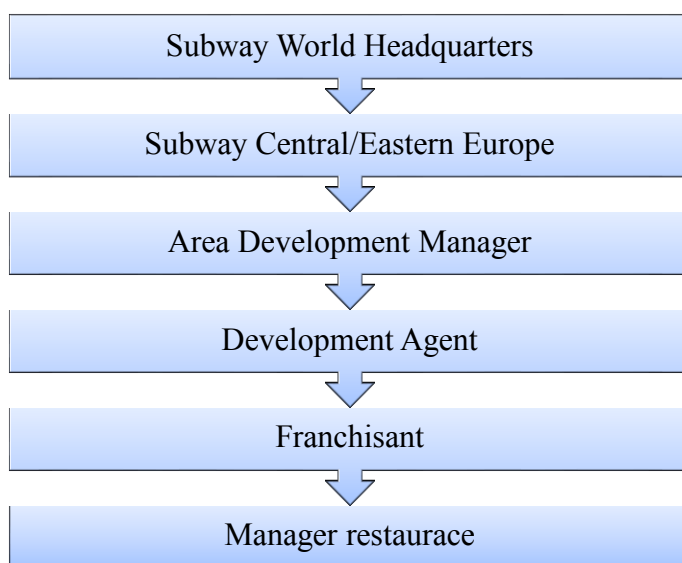 Subway World Headquarters
Subway Central/Eastern Europe
Area Development Manager
Development Agent
Franchisant
Manager restaurace